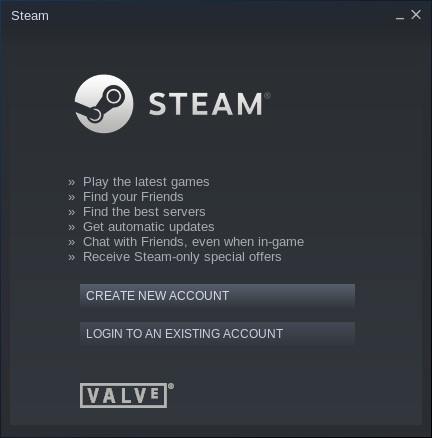 Steam
STEAM®
» Play the latest games
» Find your Friends
» Find the best servers
» Get automatic updates
» Chat with Friends, even when in-game
» Receive Steam-only special offers
CREATE NEW ACCOUNT
LOGIN TO AN EXISTING ACCOUNT
VALVE®